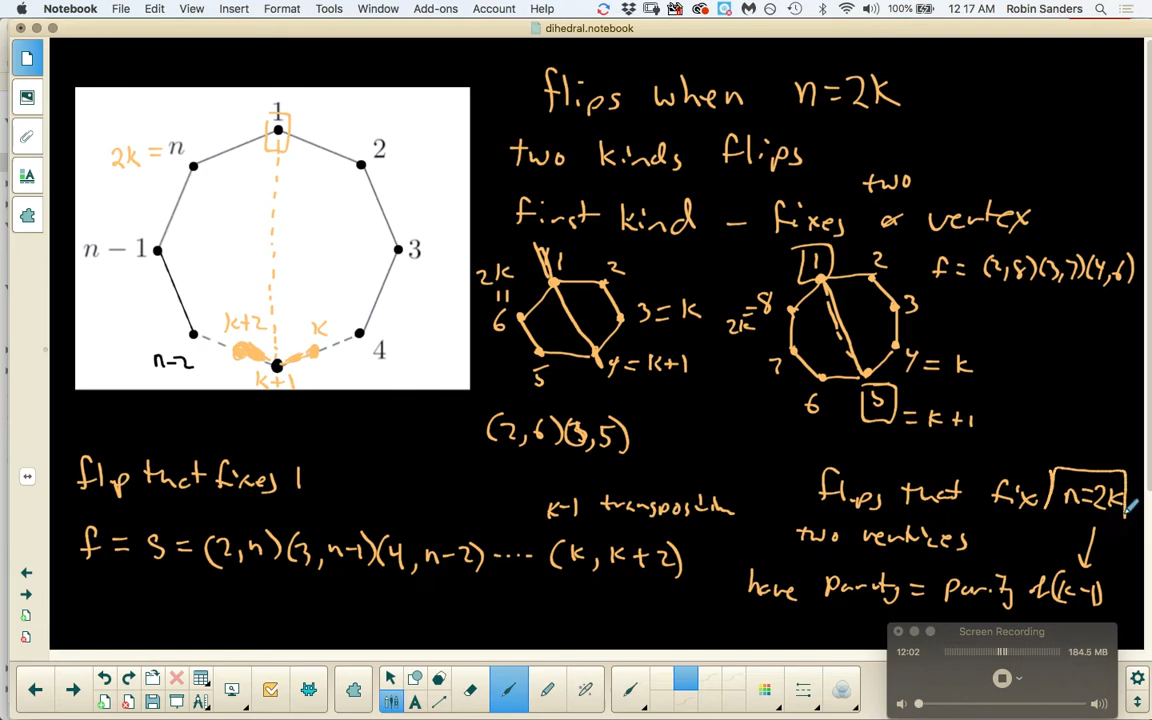 Notebook File Edit View Insert Format Tools Window Add-ons Account Help 100% 12:17 AM Robin Sanders
dihedral.notebook
flips when n=2k
two kinds flips
two
first kind – fixes a vertex
1
2
3
4
n-2
n − 1
n
2k =
k+2
k
k+1
1
2
3 = k
4 = k+1
5
6
11
2k
(2,6)(3,5)
1
2
3
4 = k
5 = k+1
6
7
8
2k=
f = (2,8)(3,7)(4,6)
flip that fixes 1
k-1 transposition
f = s = (2,n)(3,n-1)(4,n-2)····(k, k+2)
flips that fix n=2k
two vertices
have parity = parity of (k-1)
Screen Recording
12:02 184.5 MB